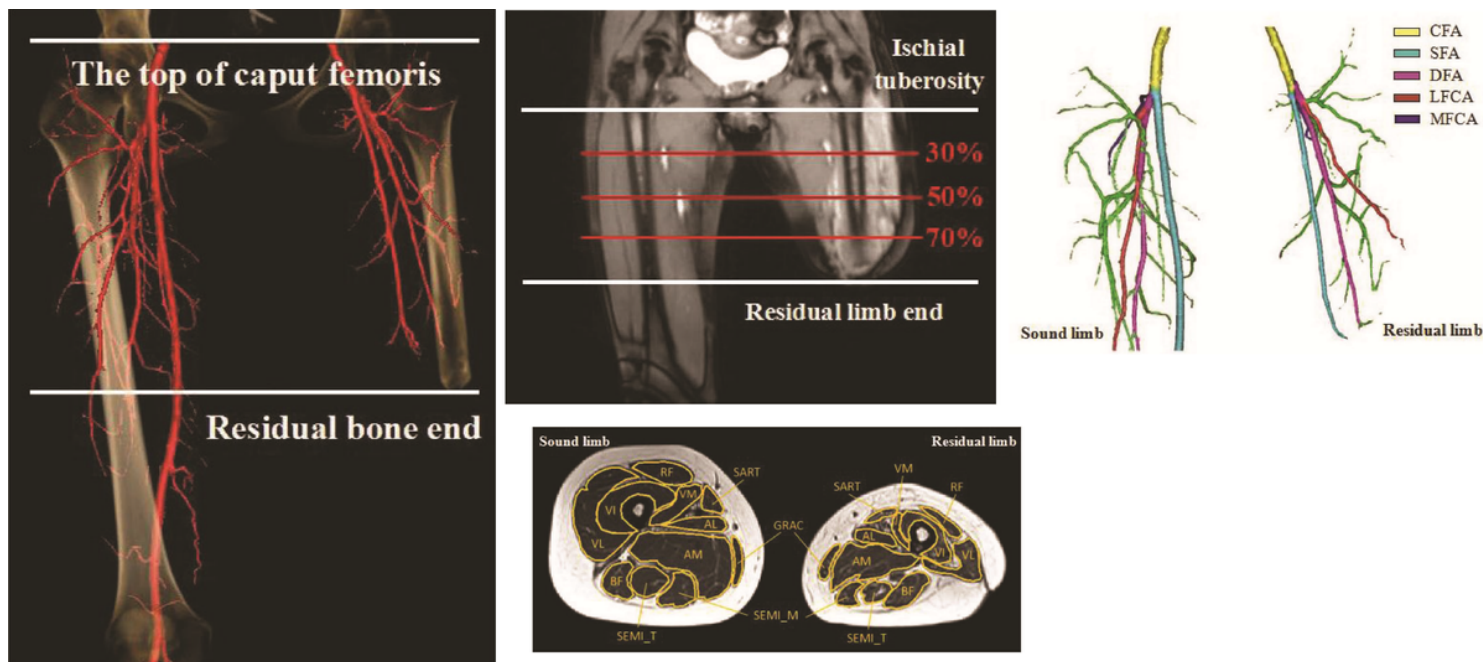 The top of caput femoris
Residual bone end
Ischial
tuberosity
30%
50%
70%
Residual limb end
CFA
SFA
DFA
LFCA
MFCA
Sound limb
Residual limb
Sound limb
Residual limb
RF
SART
VM
VI
AL
VL
AM
GRAC
BF
SEMI_M
SEMI_T
VM
SART
RF
AL
VI
VL
AM
BF
SEMI_T